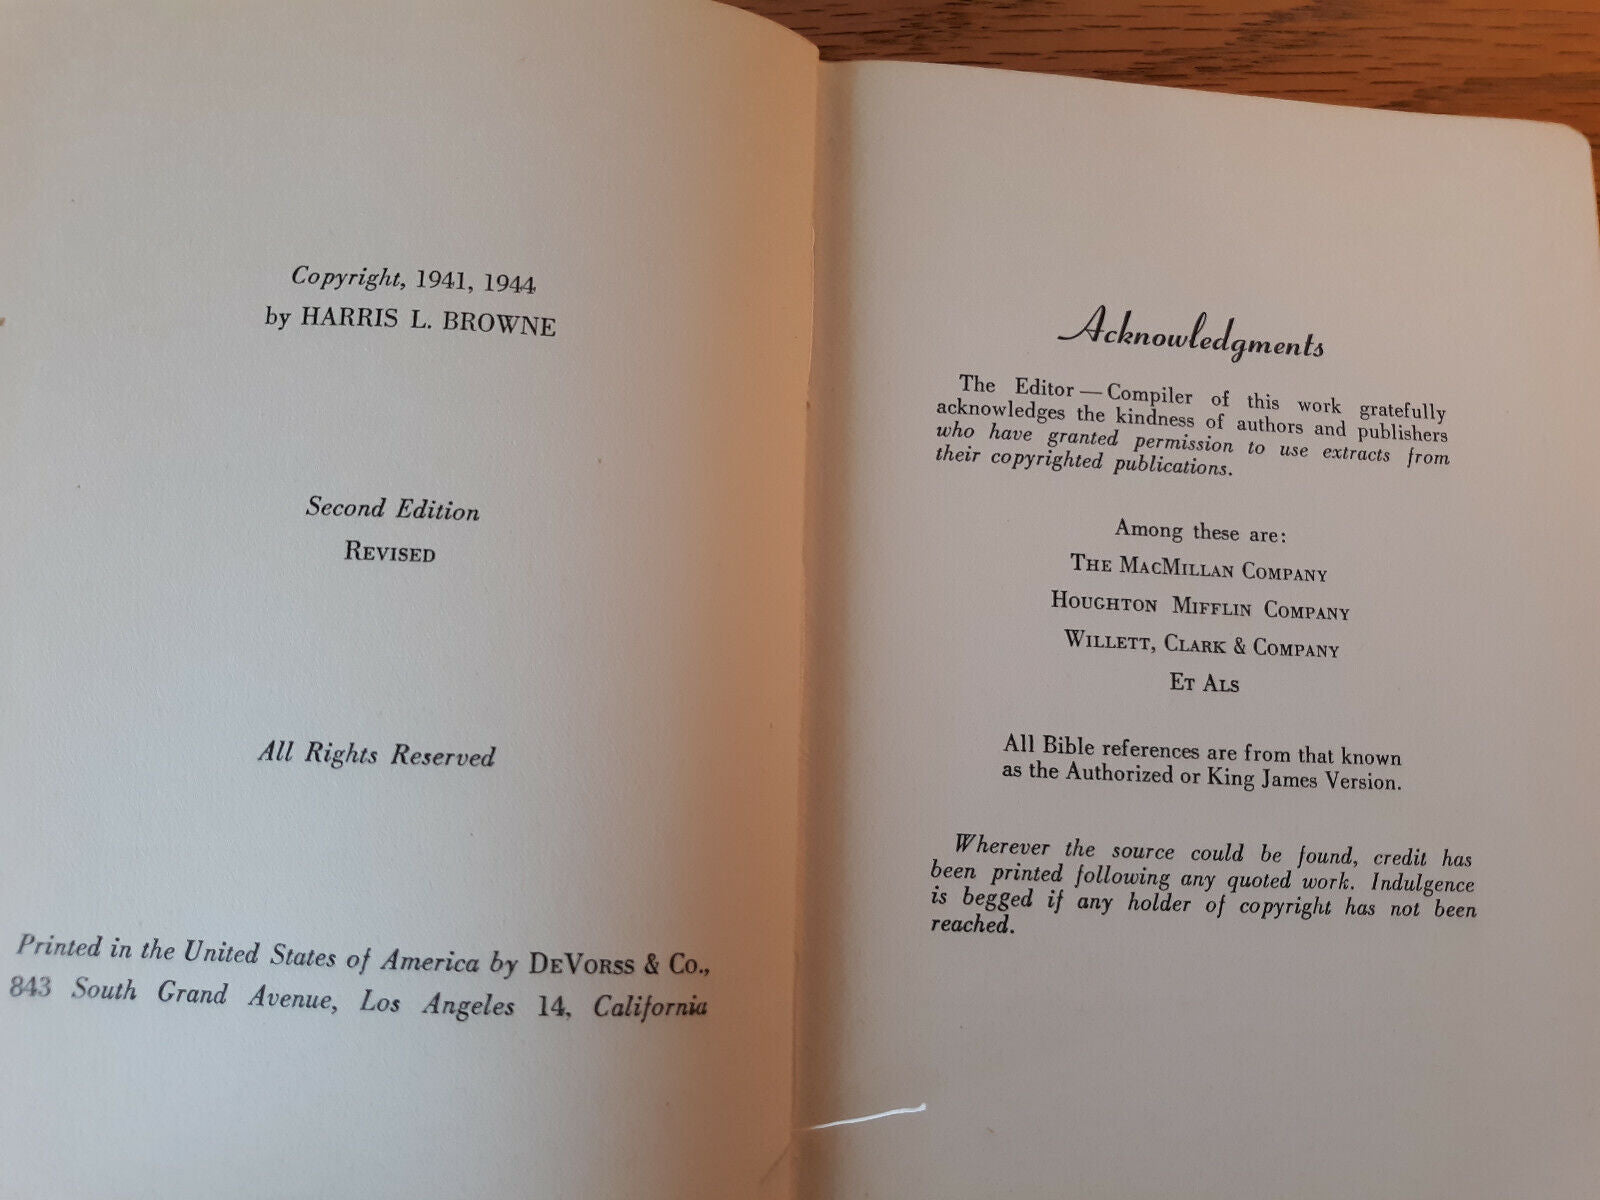 Copyright, 1941, 1944
by HARRIS L. BROWNE
Second Edition
REVISED
All Rights Reserved
Printed in the United States of America by DEVORSS & CO.,
843 South Grand Avenue, Los Angeles 14, California
Acknowledgments
The Editor — Compiler of this work gratefully
acknowledges the kindness of authors and publishers
who have granted permission to use extracts from
their copyrighted publications.
Among these are:
THE MACMILLAN COMPANY
HOUGHTON MIFFLIN COMPANY
WILLETT, CLARK & COMPANY
ET ALS
All Bible references are from that known
as the Authorized or King James Version.
Wherever the source could be found, credit has
been printed following any quoted work. Indulgence
is begged if any holder of copyright has not been
reached.